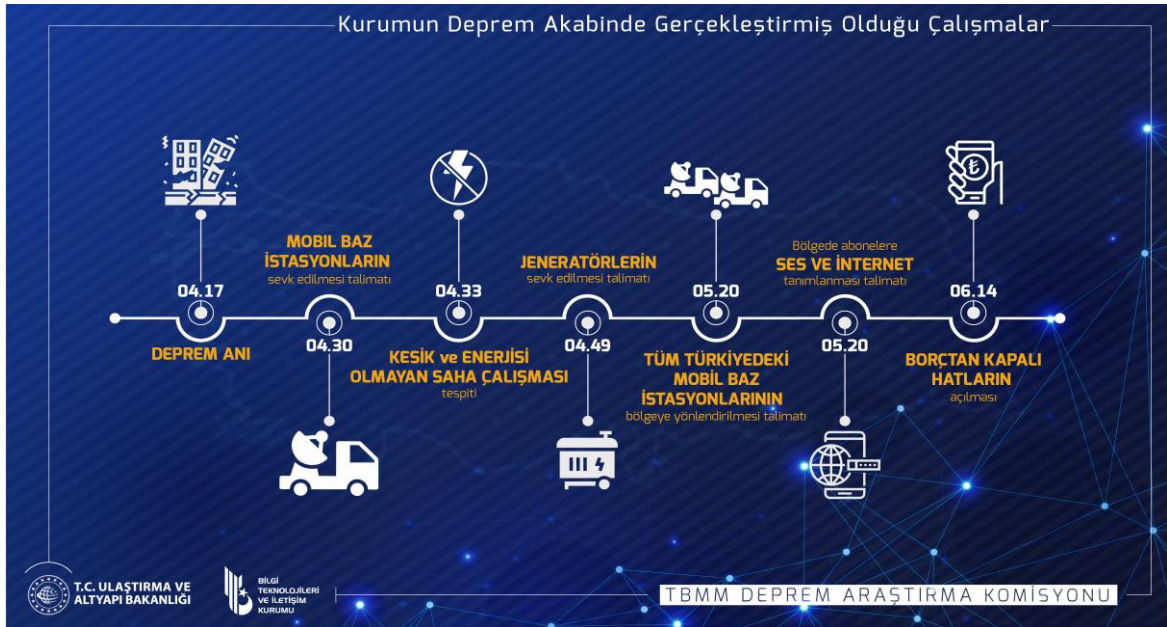 Kurumun Deprem Akabinde Gerçekleştirmiş Olduğu Çalışmalar
04.17
DEPREM ANI
MOBIL BAZ
İSTASYONLARIN
sevk edilmesi talimatı
04.30
04.33
KESİK ve ENERJİSİ
OLMAYAN SAHA ÇALIŞMASI
tespiti
JENERATÖRLERİN
sevk edilmesi talimatı
04.49
05.20
TÜM TÜRKİYEDEKİ
MOBİL BAZ
İSTASYONLARININ
bölgeye yönlendirilmesi talimatı
Bölgede abonelere
SES VE İNTERNET
tanımlanması talimatı
05.20
06.14
BORÇTAN KAPALI
HATLARIN
açılması
T.C. ULAŞTIRMA VE
ALTYAPI BAKANLIĞI
BİLGİ
TEKNOLOJİLERİ
VE İLETİŞİM
KURUMU
TBMM DEPREM ARAŞTIRMA KOMİSYONU